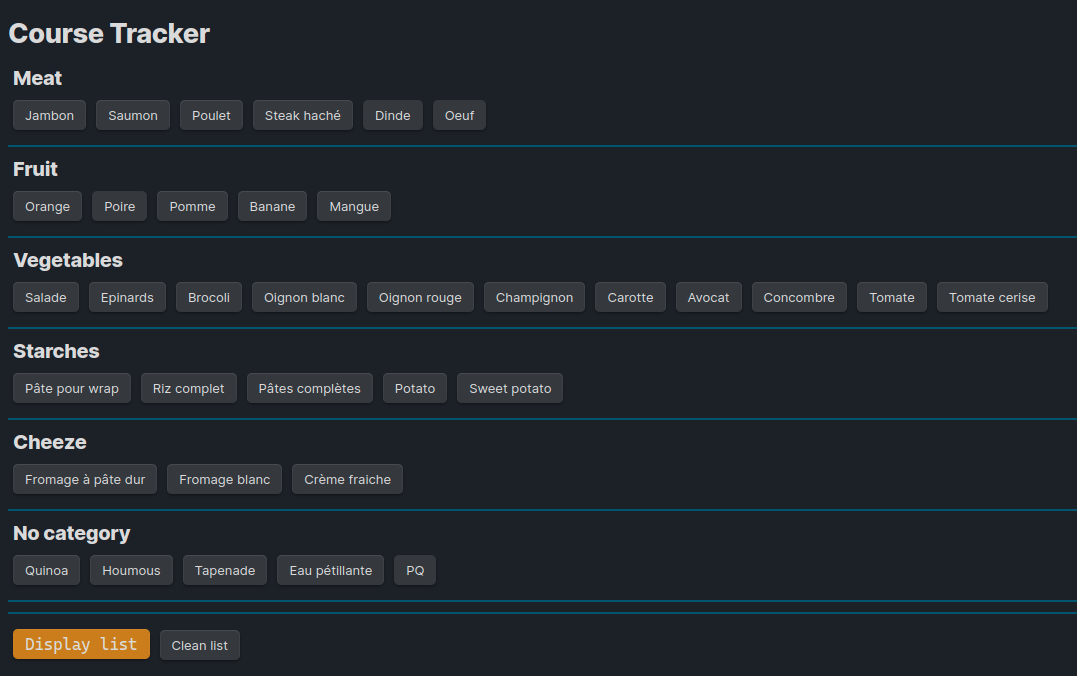 Course Tracker
Meat
Jambon Saumon Poulet Steak haché Dinde Oeuf
Fruit
Orange Poire Pomme Banane Mangue
Vegetables
Salade Epinards Brocoli Oignon blanc Oignon rouge Champignon Carotte Avocat Concombre Tomate Tomate cerise
Starches
Pâte pour wrap Riz complet Pâtes complètes Potato Sweet potato
Cheeze
Fromage à pâte dur Fromage blanc Crème fraiche
No category
Quinoa Houmous Tapenade Eau pétillante PQ
Display list Clean list